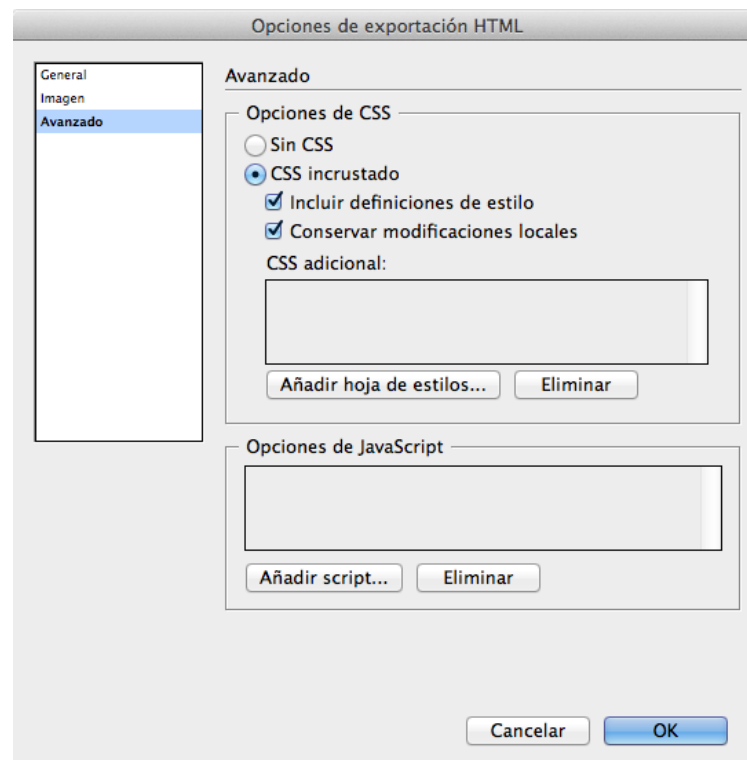 Opciones de exportación HTML
General
Imagen
Avanzado
Avanzado
Opciones de CSS
Sin CSS
CSS incrustado
Incluir definiciones de estilo
Conservar modificaciones locales
CSS adicional:
Añadir hoja de estilos... Eliminar
Opciones de JavaScript
Añadir script... Eliminar
Cancelar OK